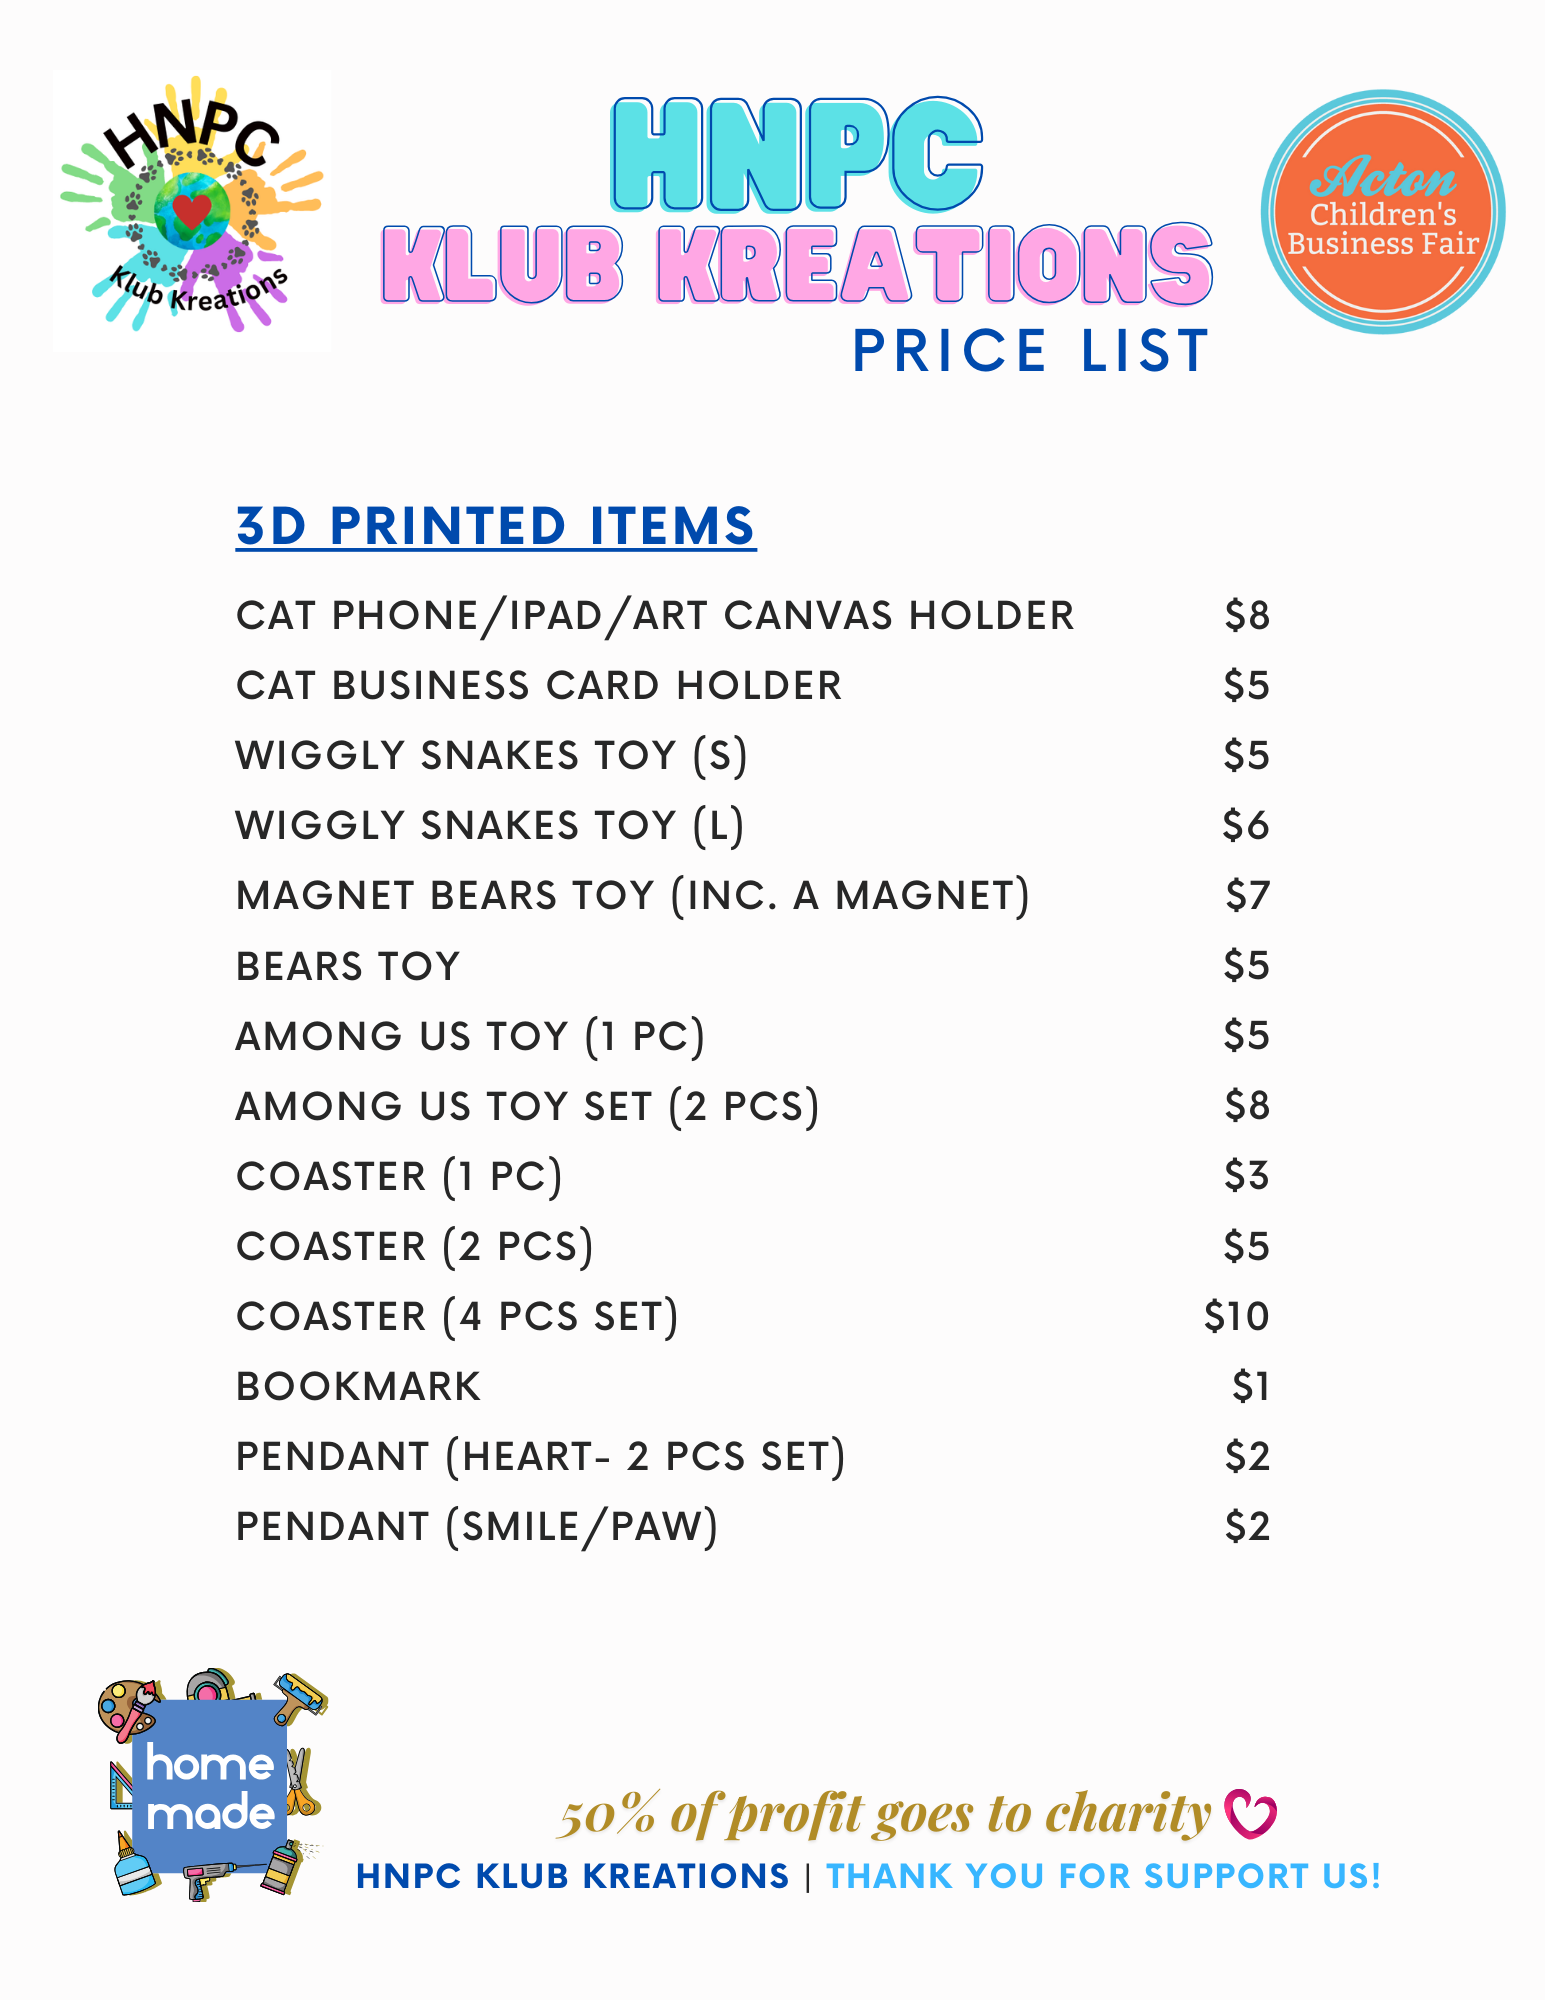 HNPC
Klub Kreations
HNPC
KLUB KREATIONS
PRICE LIST
Acton
Children's
Business Fair
3D PRINTED ITEMS
CAT PHONE/IPAD/ART CANVAS HOLDER $8
CAT BUSINESS CARD HOLDER $5
WIGGLY SNAKES TOY (S) $5
WIGGLY SNAKES TOY (L) $6
MAGNET BEARS TOY (INC. A MAGNET) $7
BEARS TOY $5
AMONG US TOY (1 PC) $5
AMONG US TOY SET (2 PCS) $8
COASTER (1 PC) $3
COASTER (2 PCS) $5
COASTER (4 PCS SET) $10
BOOKMARK $1
PENDANT (HEART- 2 PCS SET) $2
PENDANT (SMILE/PAW) $2
home
made
50% of profit goes to charity
HNPC KLUB KREATIONS | THANK YOU FOR SUPPORT US!